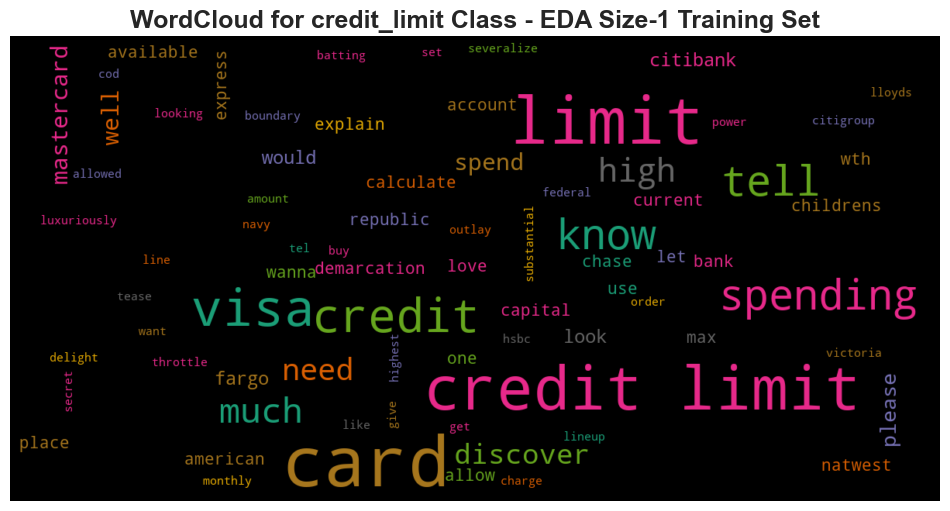 WordCloud for credit_limit Class - EDA Size-1 Training Set
mastercard
cod
available
well
express
looking
batting
set
severalize
citibank
boundary
explain
account
limit
power
lloyds
citigroup
allowed
would
spend
high
tell
wth
calculate
federal
current
childrens
amount
luxuriously
navy
republic
outlay
substantial
know
let
bank
chase
line
tel
buy
wanna
demarcation
love
use
order
spending
tease
visa
credit
capital
want
hsbc
look
max
delight
throttle
secret
fargo
need
highest
one
victoria
much
like
give
get
credit limit
please
place
american
monthly
card
discover
allow
charge
lineup
natwest